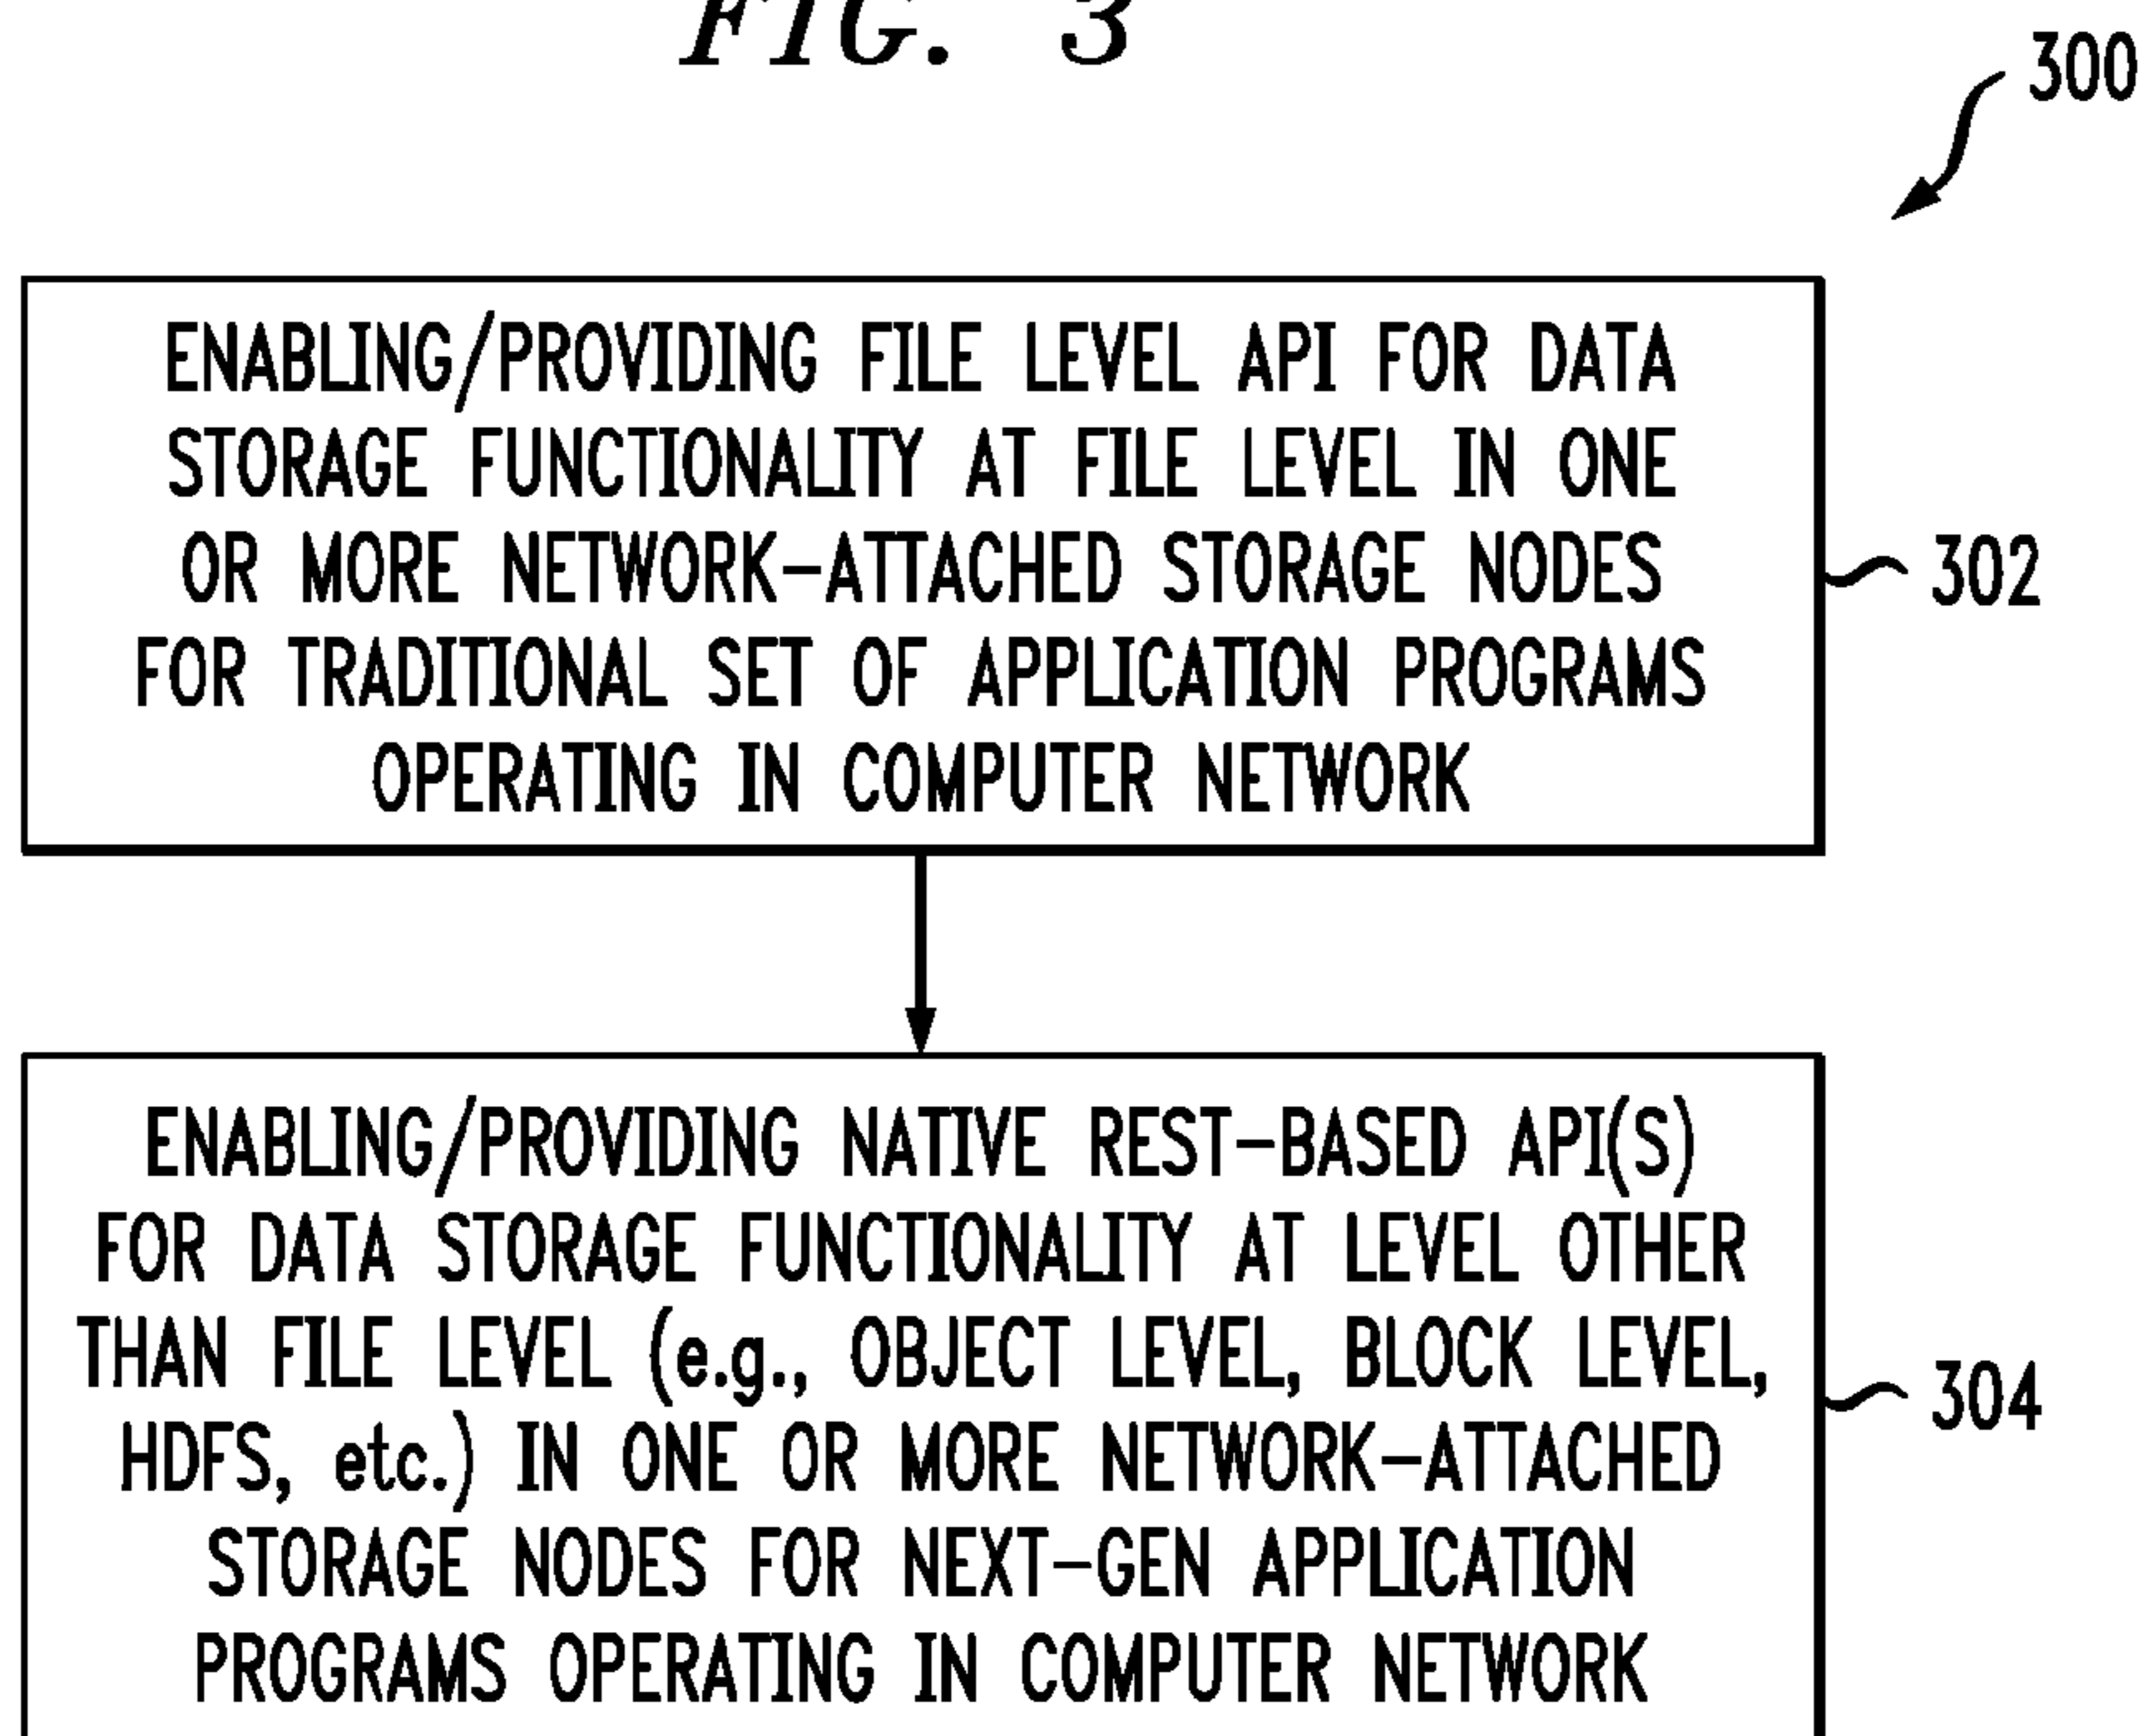 FIG. 3
300
ENABLING/PROVIDING FILE LEVEL API FOR DATA
STORAGE FUNCTIONALITY AT FILE LEVEL IN ONE
OR MORE NETWORK-ATTACHED STORAGE NODES
FOR TRADITIONAL SET OF APPLICATION PROGRAMS
OPERATING IN COMPUTER NETWORK
302
ENABLING/PROVIDING NATIVE REST-BASED API(S)
FOR DATA STORAGE FUNCTIONALITY AT LEVEL OTHER
THAN FILE LEVEL (e.g., OBJECT LEVEL, BLOCK LEVEL,
HDFS, etc.) IN ONE OR MORE NETWORK-ATTACHED
STORAGE NODES FOR NEXT-GEN APPLICATION
PROGRAMS OPERATING IN COMPUTER NETWORK
304